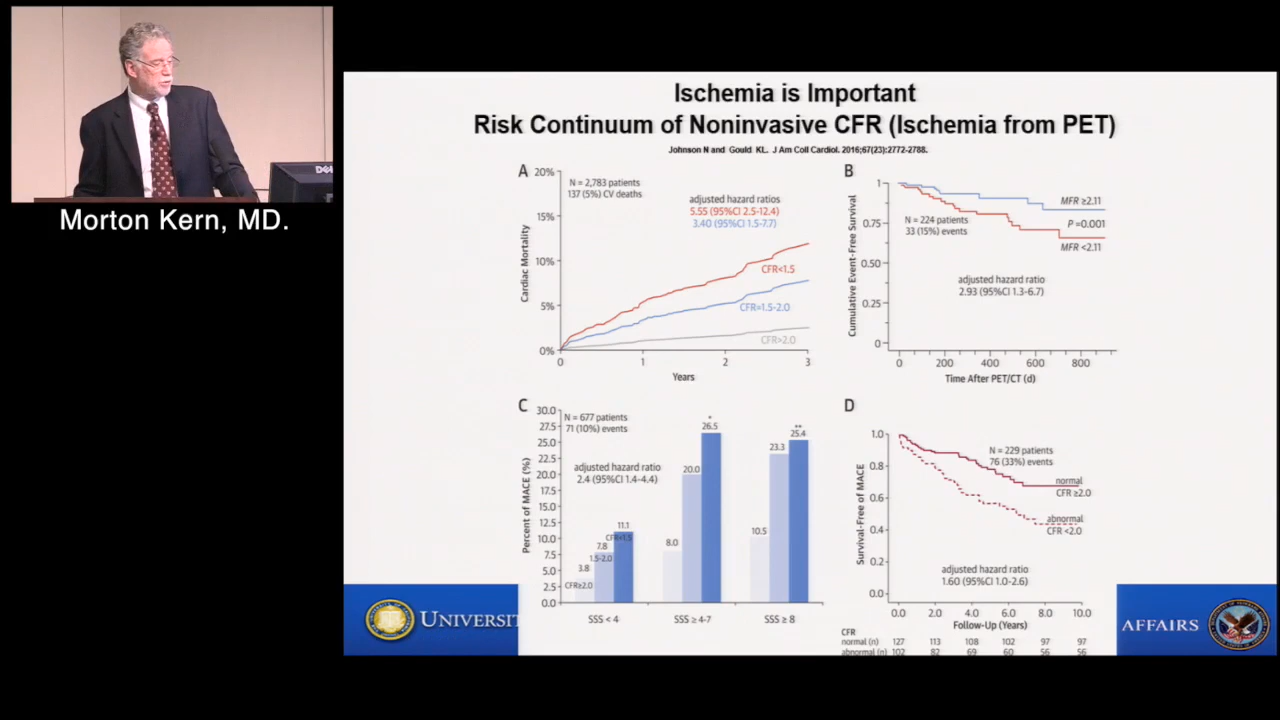 DELL
Morton Kern, MD.
Ischemia is Important
Risk Continuum of Noninvasive CFR (Ischemia from PET)
Johnson N and Gould KL. J Am Coll Cardiol. 2016;67(23):2772-2788.
A
20%
15%
10%
5%
0%
Cardiac Mortality
N = 2,783 patients
137 (5%) CV deaths
adjusted hazard ratios
5.55 (95%CI 2.5-12.4)
3.40 (95%CI 1.5-7.7)
CFR<1.5
CFR=1.5-2.0
CFR>2.0
0 1 2 3
Years
B
1
0.75
0.50
0.25
0
Cumulative Event-Free Survival
MFR ≥2.11
P =0.001
MFR <2.11
N = 224 patients
33 (15%) events
adjusted hazard ratio
2.93 (95%CI 1.3-6.7)
0 200 400 600 800
Time After PET/CT (d)
C
30.0
27.5
25.0
22.5
20.0
17.5
15.0
12.5
10.0
7.5
5.0
2.5
0.0
Percent of MACE (%)
N = 677 patients
71 (10%) events
adjusted hazard ratio
2.4 (95%CI 1.4-4.4)
3.8
CFR≥2.0
7.8
1.5-2.0
11.1
CFR<1.5
8.0
20.0
*
26.5
10.5
23.3
**
25.4
SSS < 4 SSS ≥ 4-7 SSS ≥ 8
D
1.0
0.8
0.6
0.4
0.2
0.0
Survival-Free of MACE
N = 229 patients
76 (33%) events
normal
CFR ≥2.0
abnormal
CFR <2.0
adjusted hazard ratio
1.60 (95%CI 1.0-2.6)
0.0 2.0 4.0 6.0 8.0 10.0
Follow-Up (Years)
CFR
normal (n) 127 113 108 102 97 97
abnormal (n) 102 82 69 60 56 56
UNIVERSIT
AFFAIRS